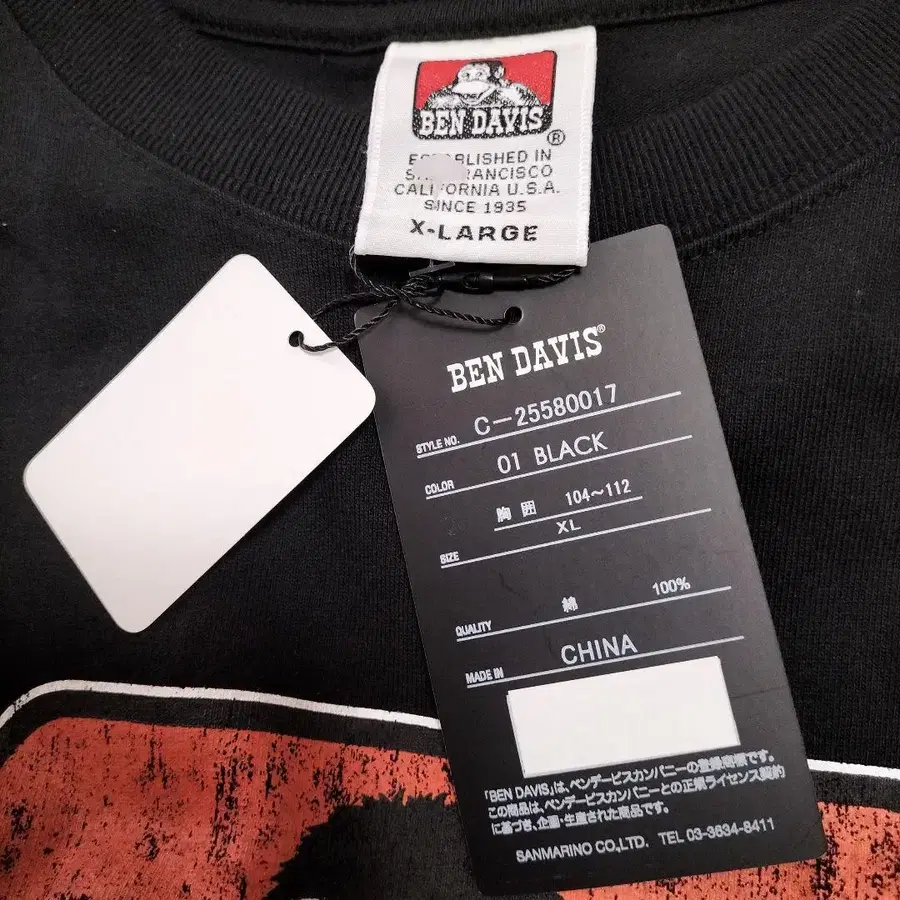 BEN DAVIS
®
ESTABLISHED IN
FRANCISCO
CALIFORNIA U.S.A.
SINCE 1935
X-LARGE
BEN DAVIS®
STYLE NO. C-25580017
COLOR 01 BLACK
胸囲 104~112
SIZE XL
QUALITY 綿 100%
MADE IN CHINA
「BEN DAVIS」は、ベンデービスカンパニーの登録商標です。
この商品は、ベンデービスカンパニーとの正規ライセンス契約
に基づき、企画・生産された商品です。
SANMARINO CO.,LTD. TEL 03-3634-8411